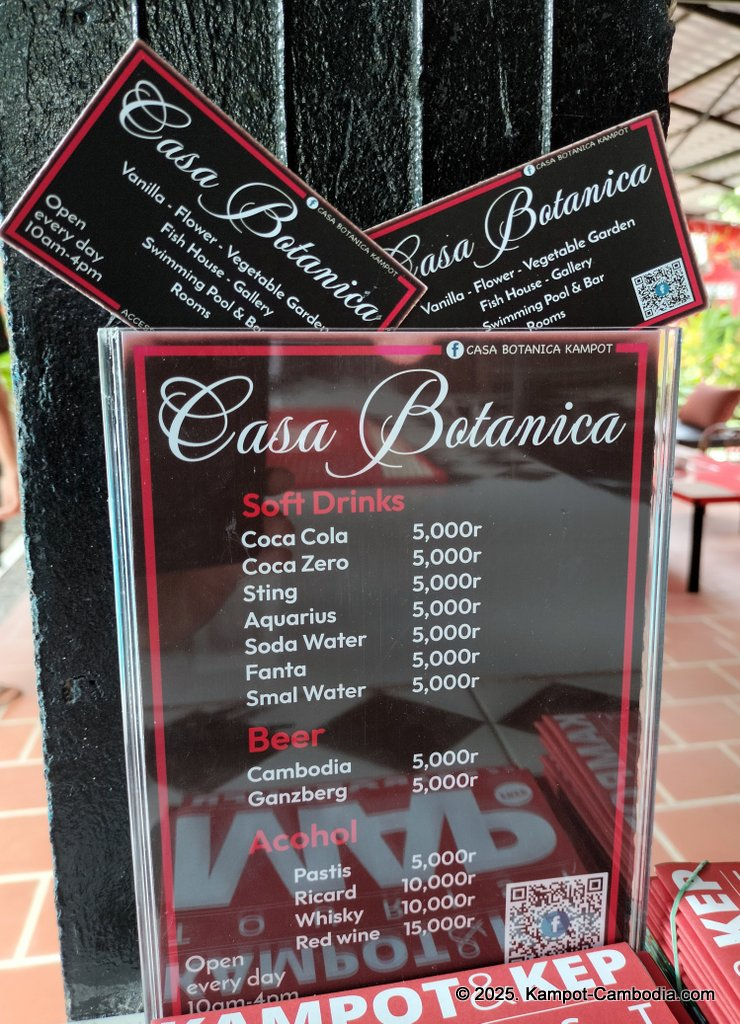 Casa Botanica
CASA BOTANICA KAMPOT
Vanilla - Flower - Vegetable Garden
Fish House - Gallery
Swimming Pool & Bar
Rooms
Open
every day
10am-4pm
CASA BOTANICA KAMPOT
Casa Botanica
Vanilla - Flower - Vegetable Garden
Fish House - Gallery
Swimming Pool & Bar
Rooms
CASA BOTANICA KAMPOT
Casa Botanica
Soft Drinks
Coca Cola 5,000r
Coca Zero 5,000r
Sting 5,000r
Aquarius 5,000r
Soda Water 5,000r
Fanta 5,000r
Smal Water 5,000r
Beer
Cambodia 5,000r
Ganzberg 5,000r
Acohol
Pastis 5,000r
Ricard 10,000r
Whisky 10,000r
Red wine 15,000r
Open
every day
10am-4pm
KAMPOT & KEP
& KEP
© 2025. Kampot-Cambodia.com